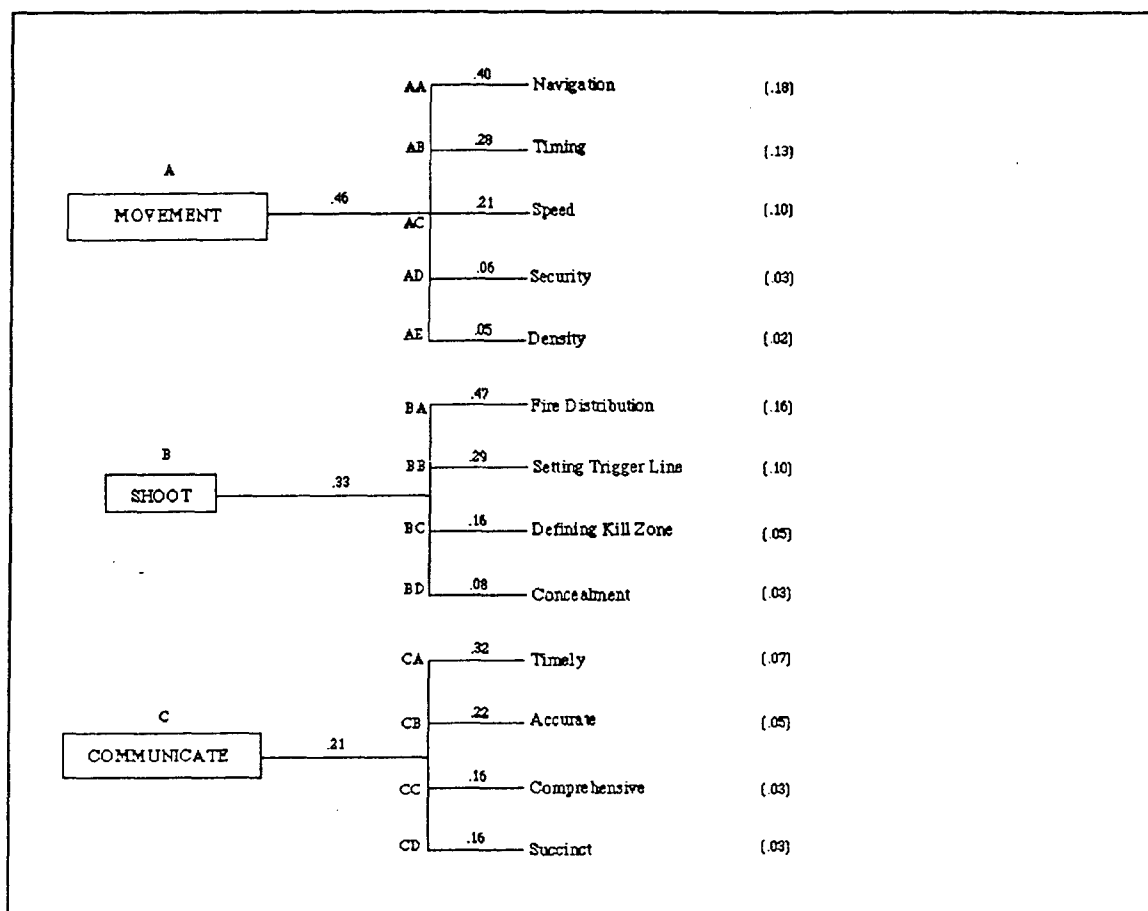 AA .40 Navigation (.18)
AB .28 Timing (.13)
A
MOVEMENT .46 AC .21 Speed (.10)
AD .06 Security (.03)
AE .05 Density (.02)
BA .47 Fire Distribution (.16)
B
BB .29 Setting Trigger Line (.10)
SHOOT .33
BC .16 Defining Kill Zone (.05)
BD .08 Concealment (.03)
CA .32 Timely (.07)
C
CB .22 Accurate (.05)
COMMUNICATE .21
CC .16 Comprehensive (.03)
CD .16 Succinct (.03)